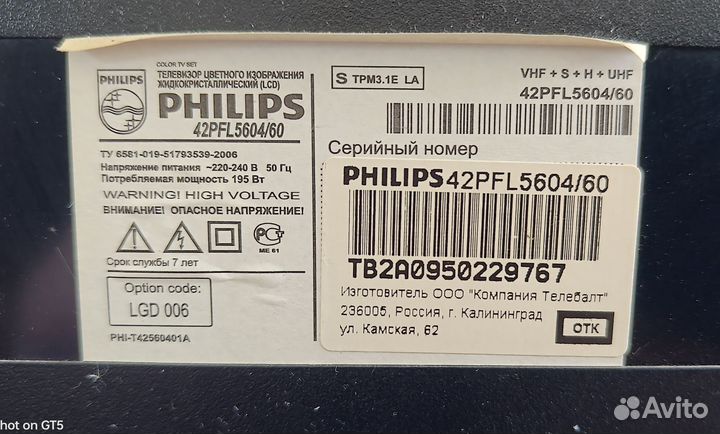 COLOR TV SET
ТЕЛЕВИЗОР ЦВЕТНОГО ИЗОБРАЖЕНИЯ
ЖИДКОКРИСТАЛЛИЧЕСКИЙ (LCD)
PHILIPS
PHILIPS
42PFL5604/60
ТУ 6581-019-51793539-2006
Напряжение питания ~220-240 В 50 Гц
Потребляемая мощность 195 Вт
WARNING! HIGH VOLTAGE
ВНИМАНИЕ! ОПАСНОЕ НАПРЯЖЕНИЕ!
МЕ 61
Срок службы 7 лет
Option code:
LGD 006
PHI-T42560401A
S TPM3.1E LA
VHF + S + H + UHF
42PFL5604/60
Серийный номер
PHILIPS 42PFL5604/60
TB2A0950229767
Изготовитель ООО "Компания Телебалт"
236005, Россия, г. Калининград
ул. Камская, 62
ОТК
hot on GT5
Avito